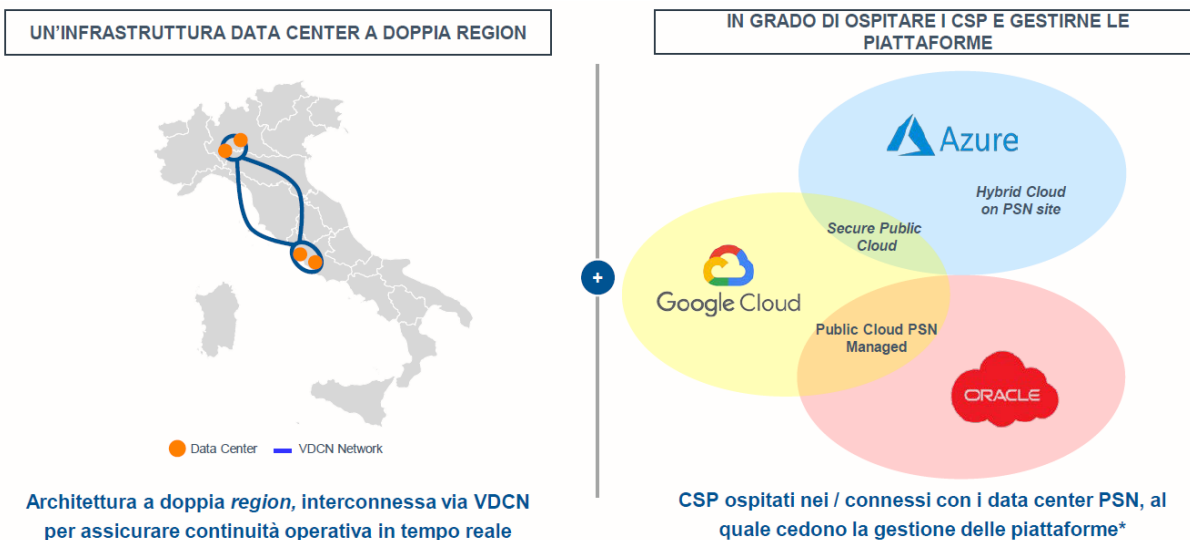 UN'INFRASTRUTTURA DATA CENTER A DOPPIA REGION
Data Center
VDCN Network
Architettura a doppia region, interconnessa via VDCN
per assicurare continuità operativa in tempo reale
+
IN GRADO DI OSPITARE I CSP E GESTIRNE LE
PIATTAFORME
Azure
Hybrid Cloud
on PSN site
Secure Public
Cloud
Google Cloud
Public Cloud PSN
Managed
ORACLE
CSP ospitati nei / connessi con i data center PSN, al
quale cedono la gestione delle piattaforme*